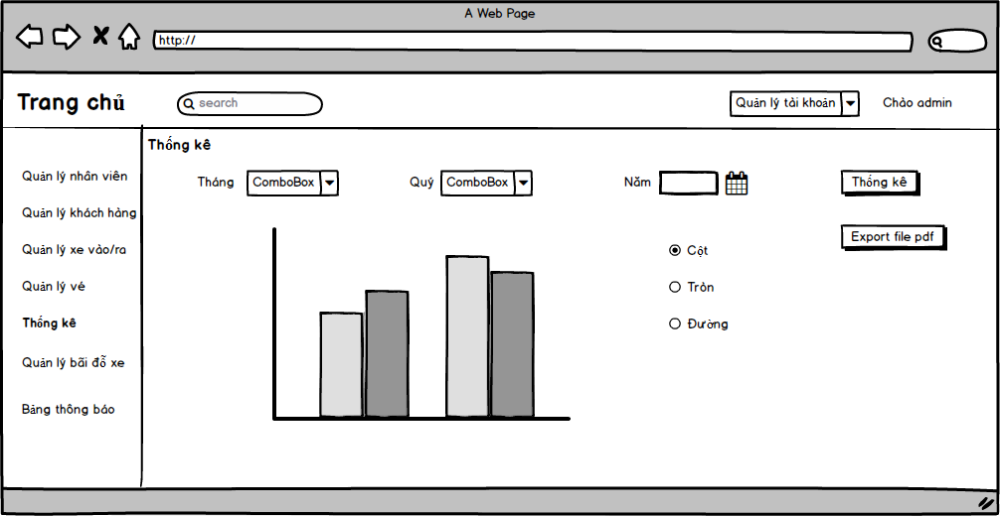 A Web Page
http://
Trang chủ
search
Quản lý tài khoản
Chào admin
Thống kê
Quản lý nhân viên
Quản lý khách hàng
Quản lý xe vào/ra
Quản lý vé
Thống kê
Quản lý bãi đỗ xe
Bảng thông báo
Tháng
ComboBox
Quý
ComboBox
Năm
Thống kê
Export file pdf
Cột
Tròn
Đường